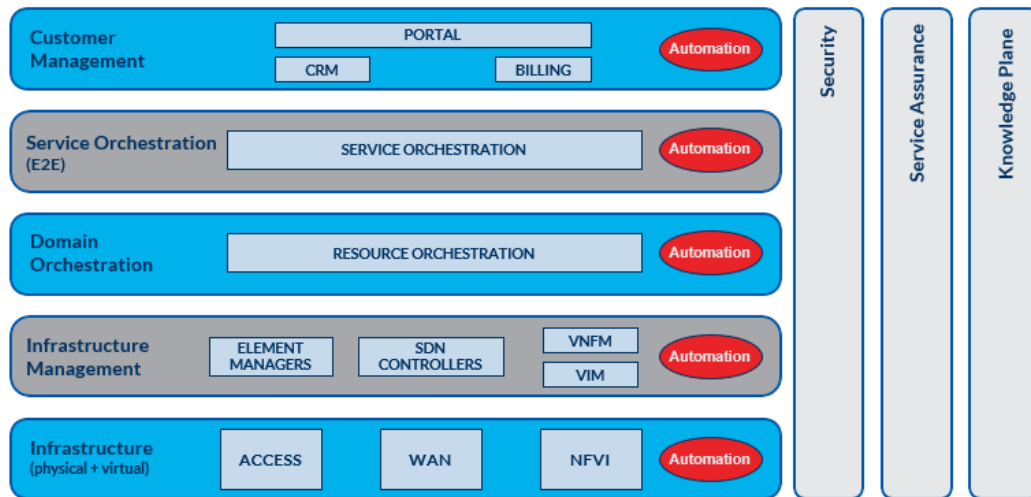 Customer
Management
PORTAL
CRM
BILLING
Automation
Service Orchestration
(E2E)
SERVICE ORCHESTRATION
Automation
Domain
Orchestration
RESOURCE ORCHESTRATION
Automation
Infrastructure
Management
ELEMENT
MANAGERS
SDN
CONTROLLERS
VNFM
VIM
Automation
Infrastructure
(physical + virtual)
ACCESS
WAN
NFVI
Automation
Security
Service Assurance
Knowledge Plane